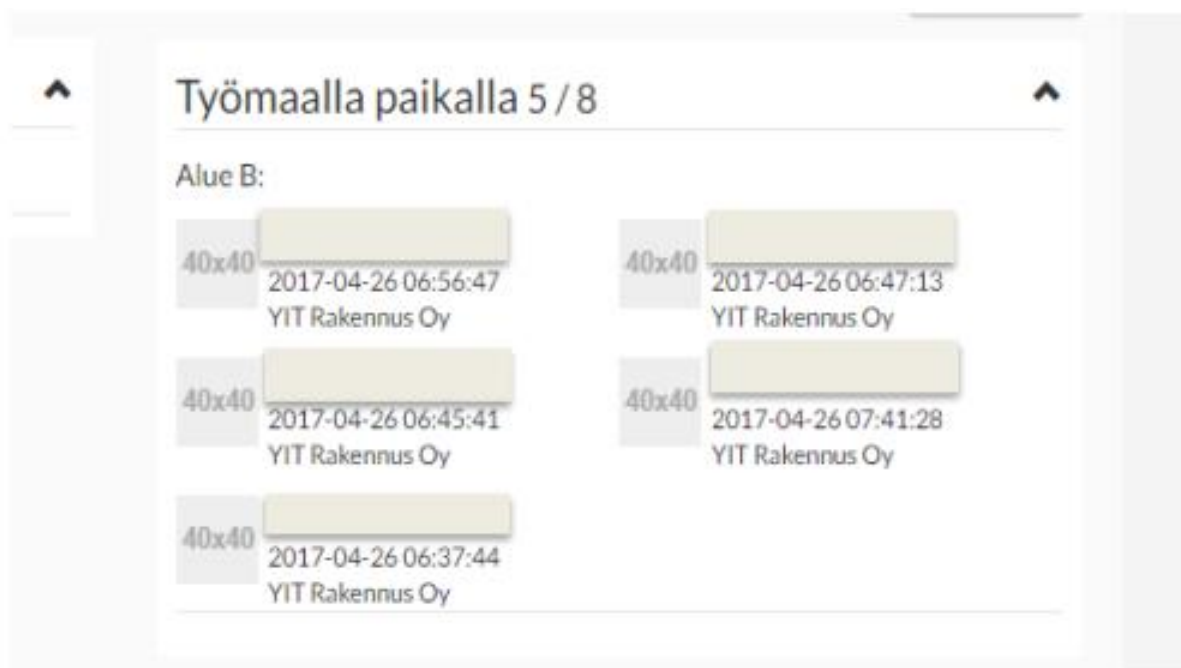 Työmaalla paikalla 5 / 8
Alue B:
40x40
2017-04-26 06:56:47
YIT Rakennus Oy
40x40
2017-04-26 06:47:13
YIT Rakennus Oy
40x40
2017-04-26 06:45:41
YIT Rakennus Oy
40x40
2017-04-26 07:41:28
YIT Rakennus Oy
40x40
2017-04-26 06:37:44
YIT Rakennus Oy